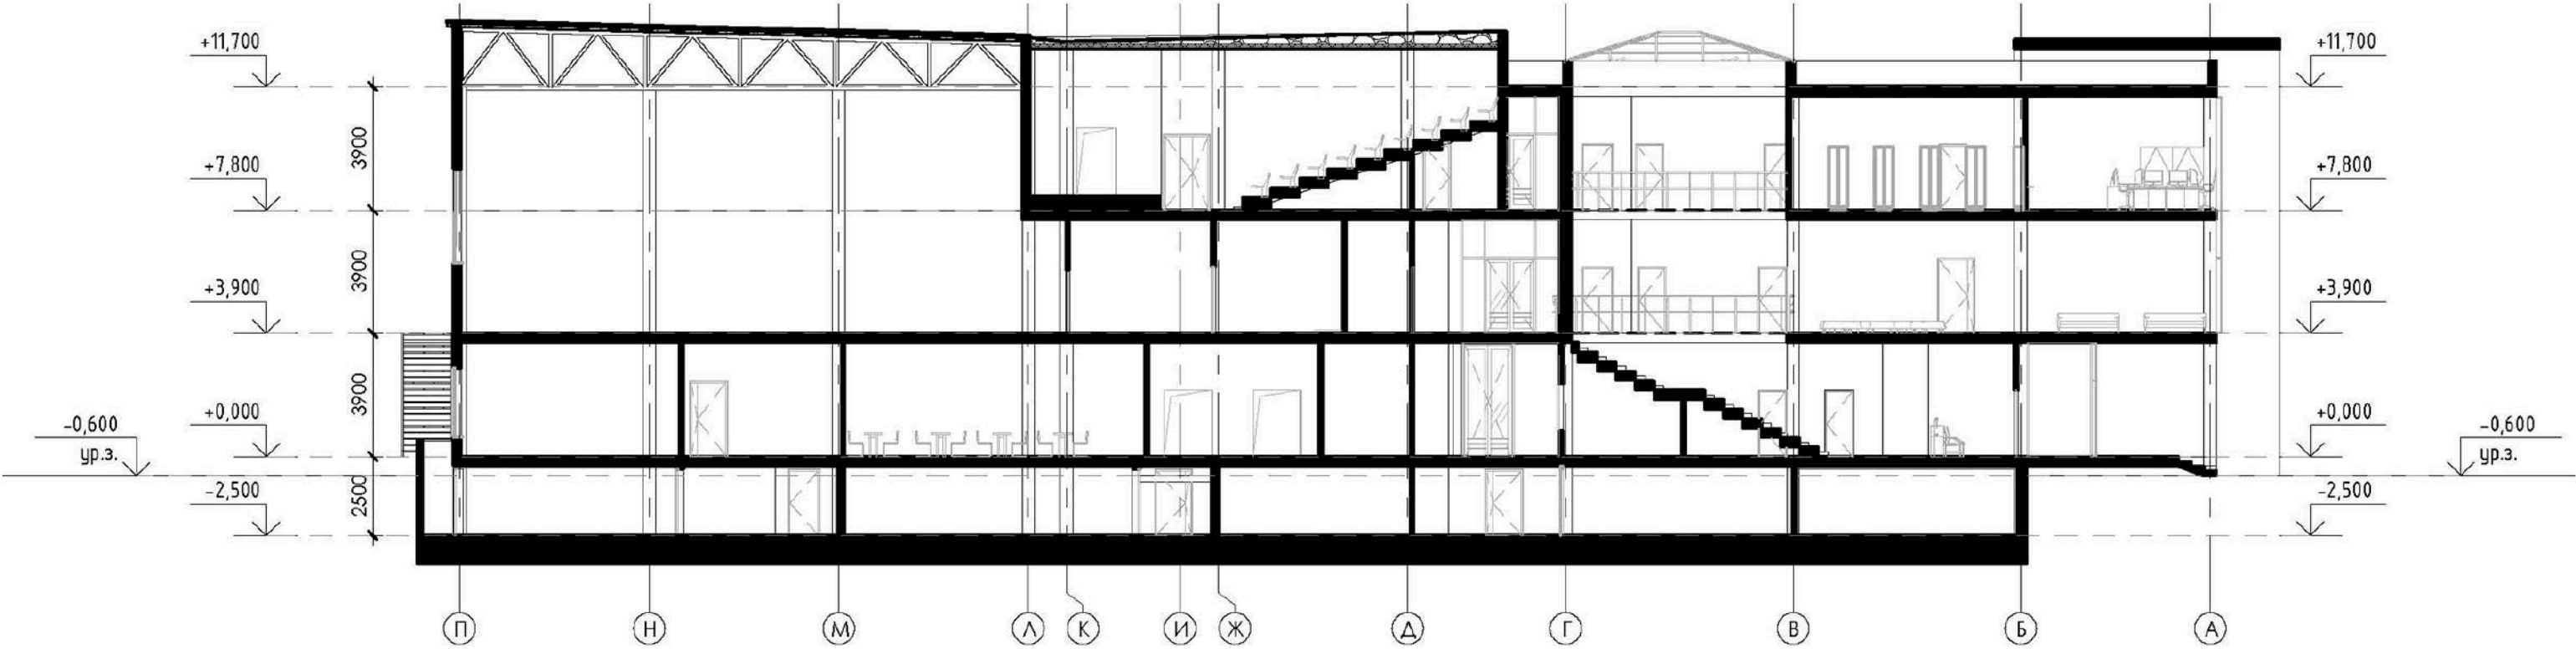 +11,700
+11,700
3900
+7,800
+7,800
3900
+3,900
+3,900
3900
+0,000
+0,000
-0,600
ур.з.
-0,600
ур.з.
2500
-2,500
-2,500
П
Н
М
Л
К
И
Ж
Д
Г
В
Б
А